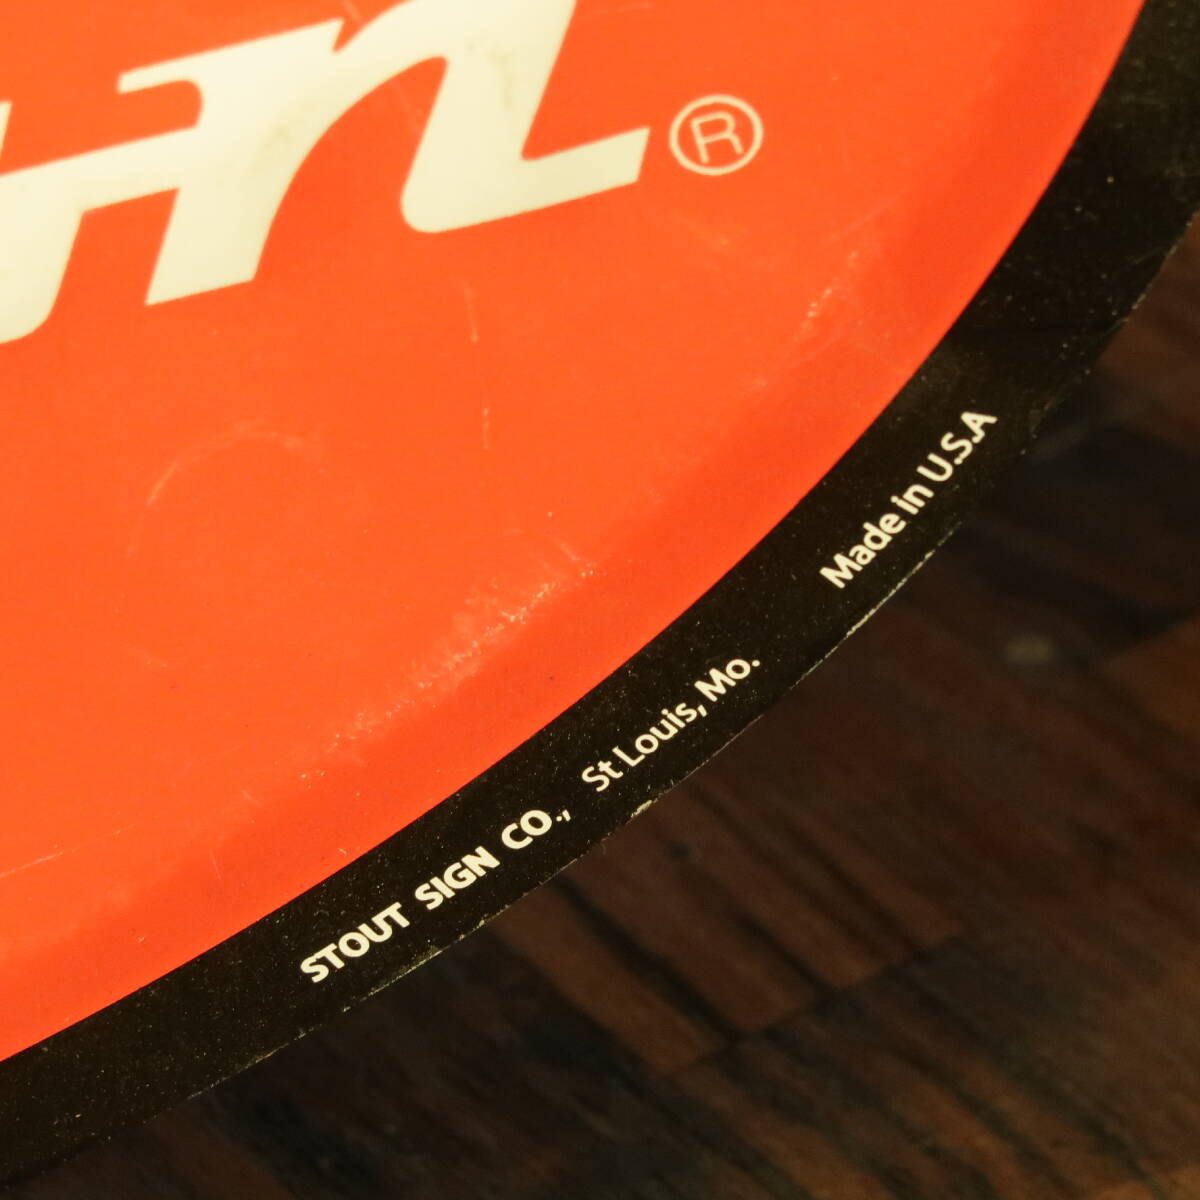 ®
STOUT SIGN CO., St Louis, Mo. Made in U.S.A